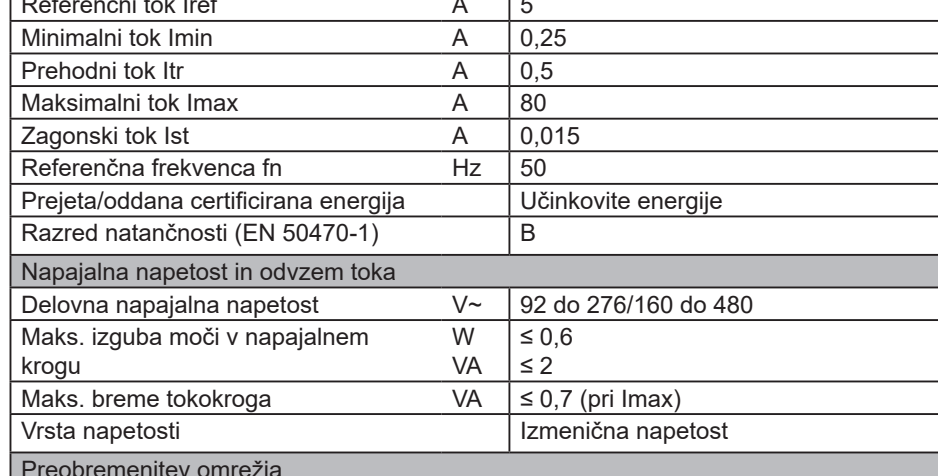 Referenčni tok Iref A 5
Minimalni tok Imin A 0,25
Prehodni tok Itr A 0,5
Maksimalni tok Imax A 80
Zagonski tok Ist A 0,015
Referenčna frekvenca fn Hz 50
Prejeta/oddana certificirana energija Učinkovite energije
Razred natančnosti (EN 50470-1) B
Napajalna napetost in odvzem toka
Delovna napajalna napetost V~ 92 do 276/160 do 480
Maks. izguba moči v napajalnem W ≤ 0,6
krogu VA ≤ 2
Maks. breme tokokroga VA ≤ 0,7 (pri Imax)
Vrsta napetosti Izmenična napetost
Preobremenitev omrežja